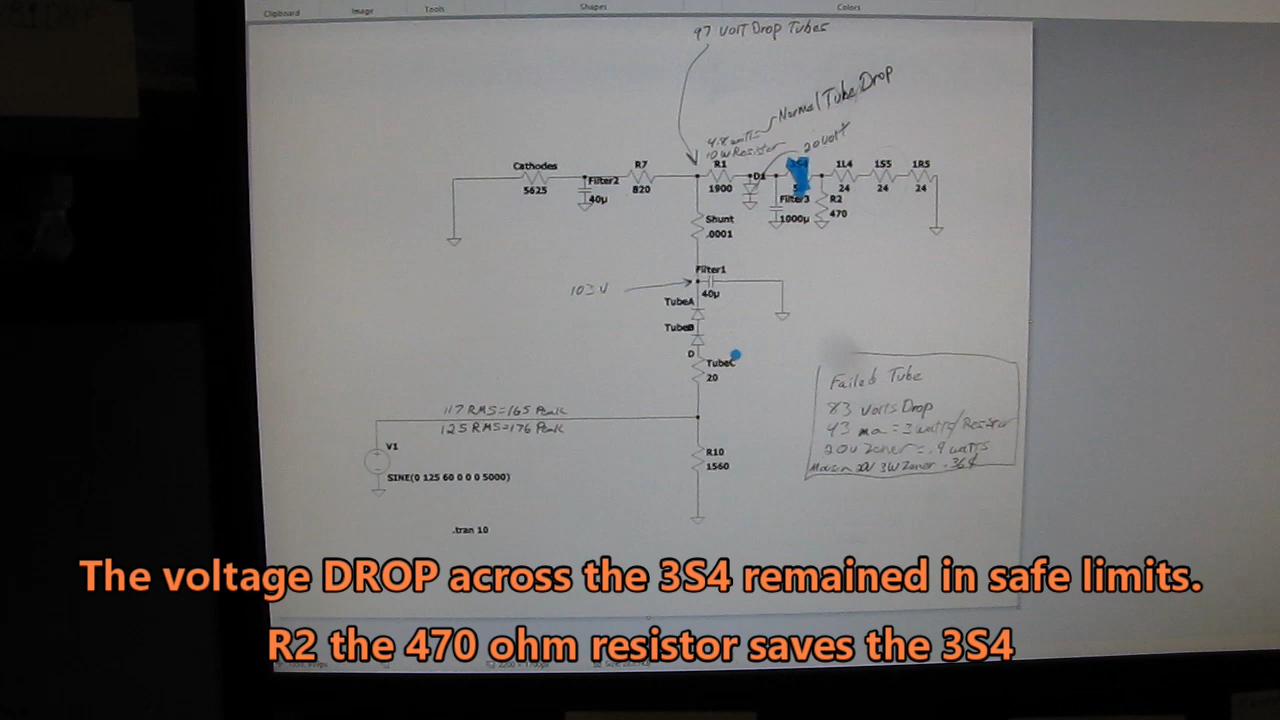 Clipboard
Image
Tools
Shapes
Colors
97 Volt Drop Tubes
Normal Tube Drop
4.8 watts
10W Resistor
20 volt
Cathodes
5625
Filter2
40µ
R7
820
R1
1900
D1
1L4
24
1S5
24
1R5
24
Filter3
1000µ
R2
470
Shunt
.0001
Filter1
40µ
103 V
TubeA
TubeB
D
TubeC
20
117 RMS=165 Peak
125 RMS=176 Peak
V1
SINE(0 125 60 0 0 0 5000)
R10
1560
.tran 10
Failed Tube
83 volts Drop
43 ma = 3 watts/Resistor
20V Zener = .9 watts
20V 3W Zener .36¢
The voltage DROP across the 3S4 remained in safe limits.
R2 the 470 ohm resistor saves the 3S4